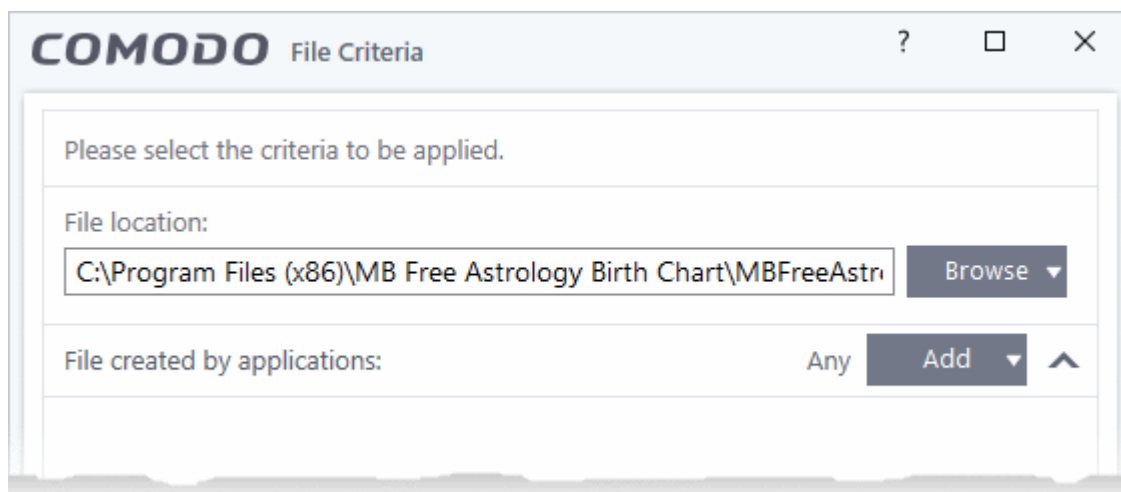 COMODO File Criteria ?
Please select the criteria to be applied.
File location:
C:\Program Files (x86)\MB Free Astrology Birth Chart\MBFreeAstr Browse
File created by applications: Any Add